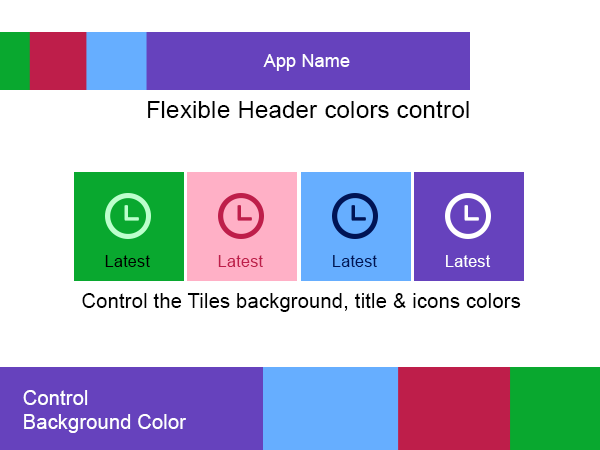 App Name
Flexible Header colors control
Latest Latest Latest Latest
Control the Tiles background, title & icons colors
Control
Background Color